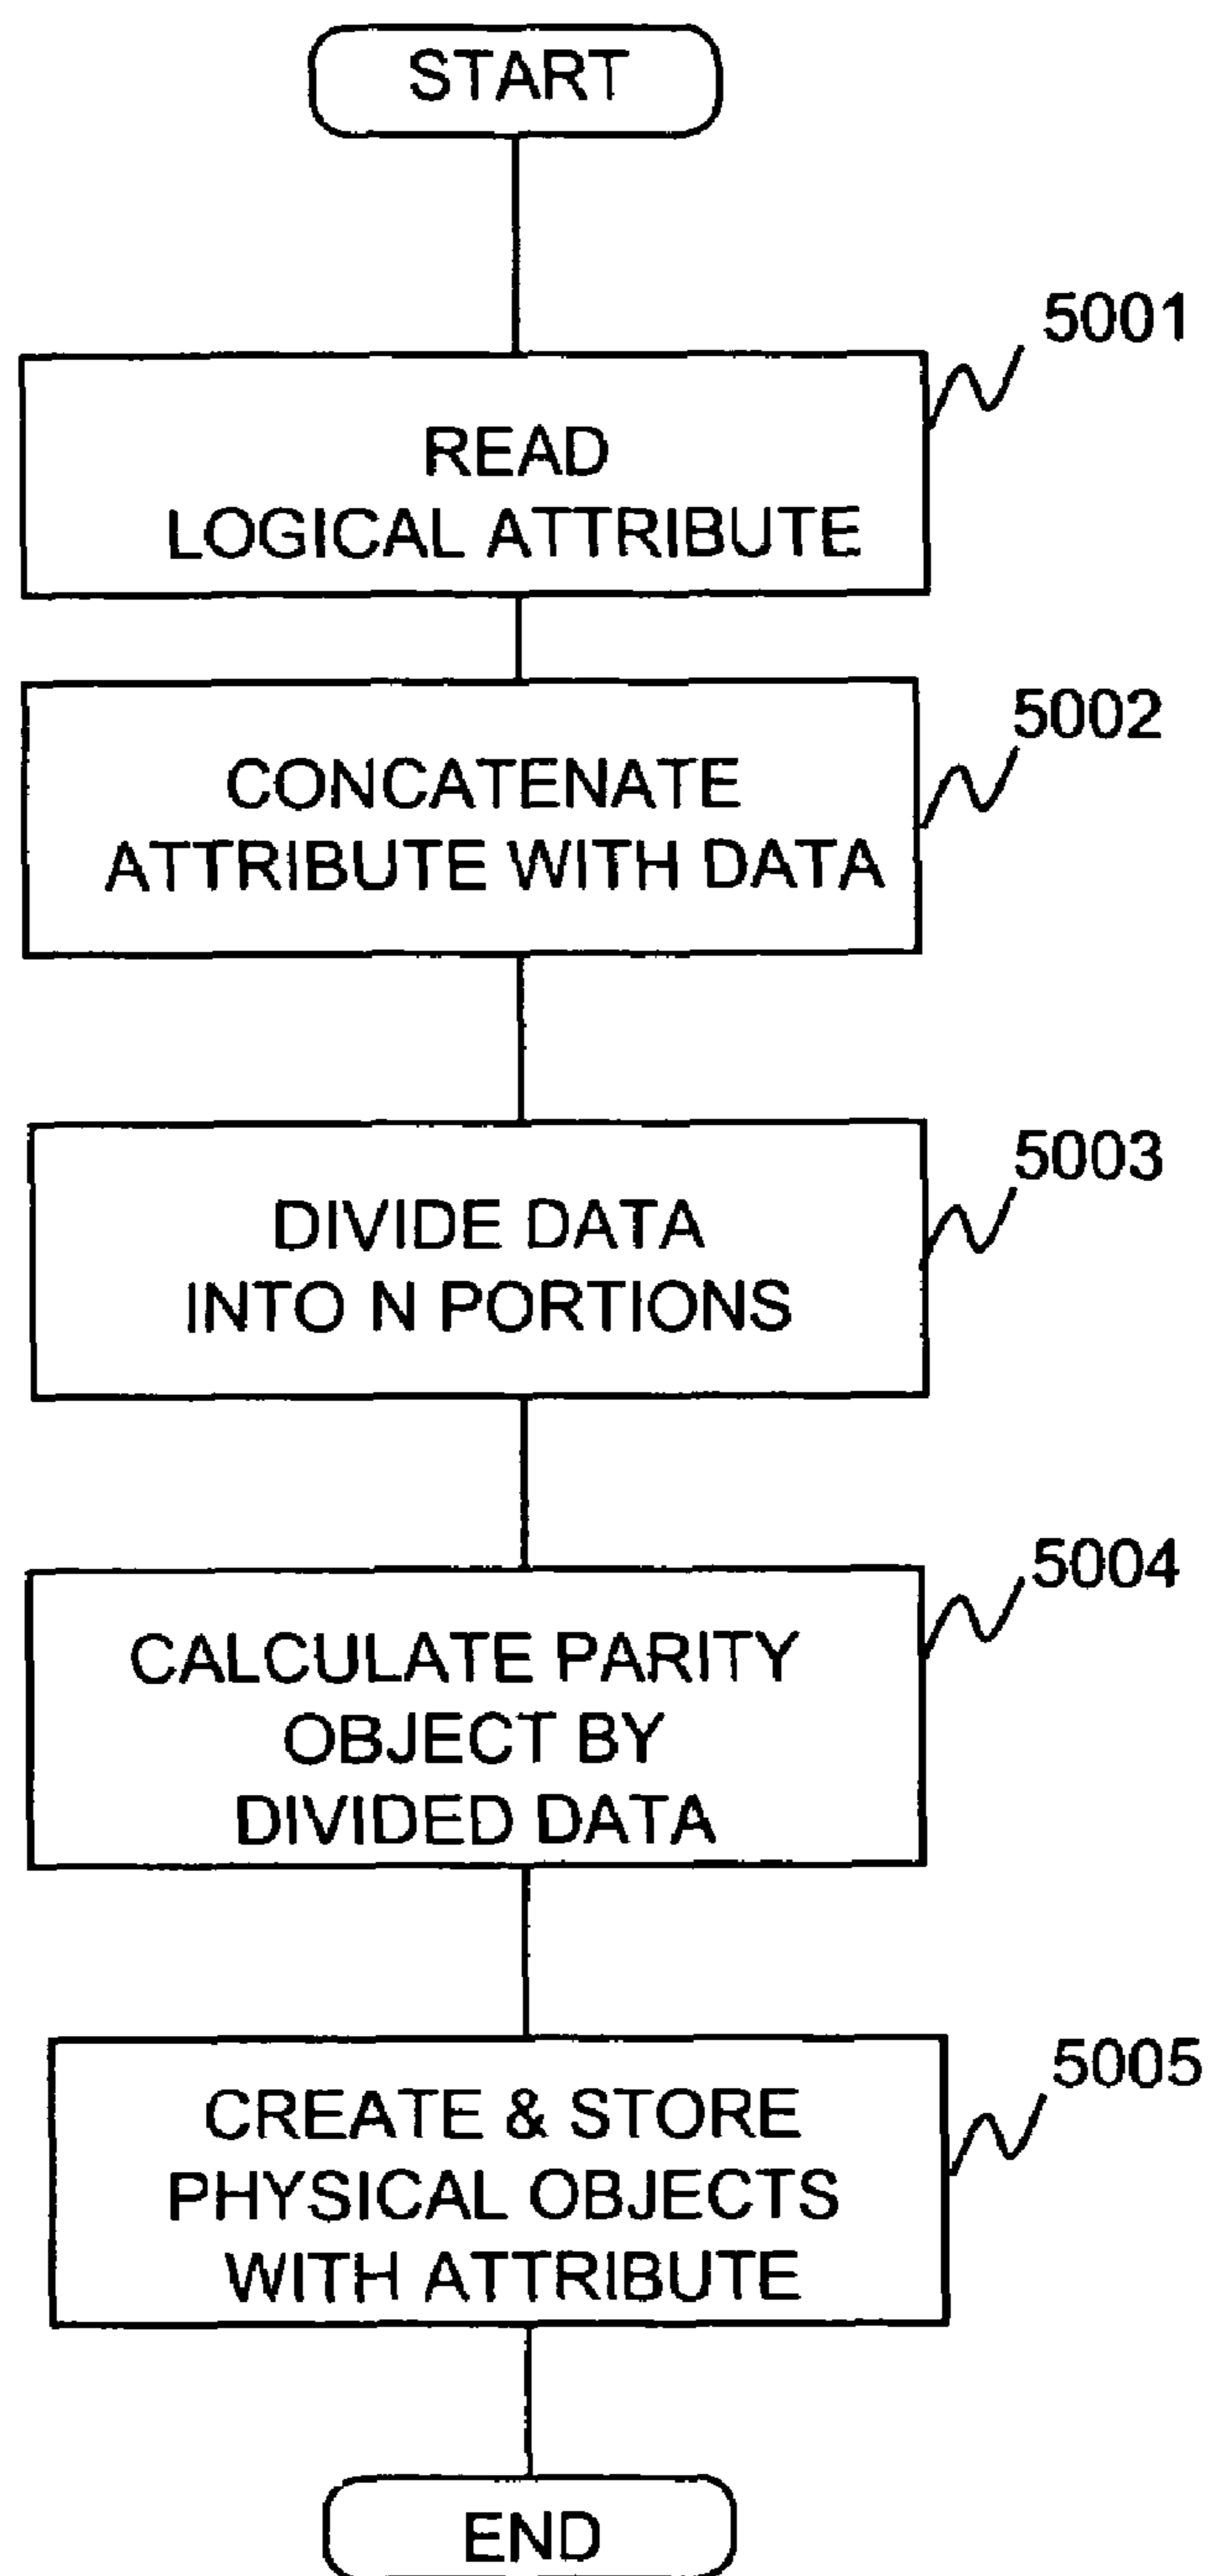 START
5001
READ
LOGICAL ATTRIBUTE
5002
CONCATENATE
ATTRIBUTE WITH DATA
5003
DIVIDE DATA
INTO N PORTIONS
5004
CALCULATE PARITY
OBJECT BY
DIVIDED DATA
5005
CREATE & STORE
PHYSICAL OBJECTS
WITH ATTRIBUTE
END